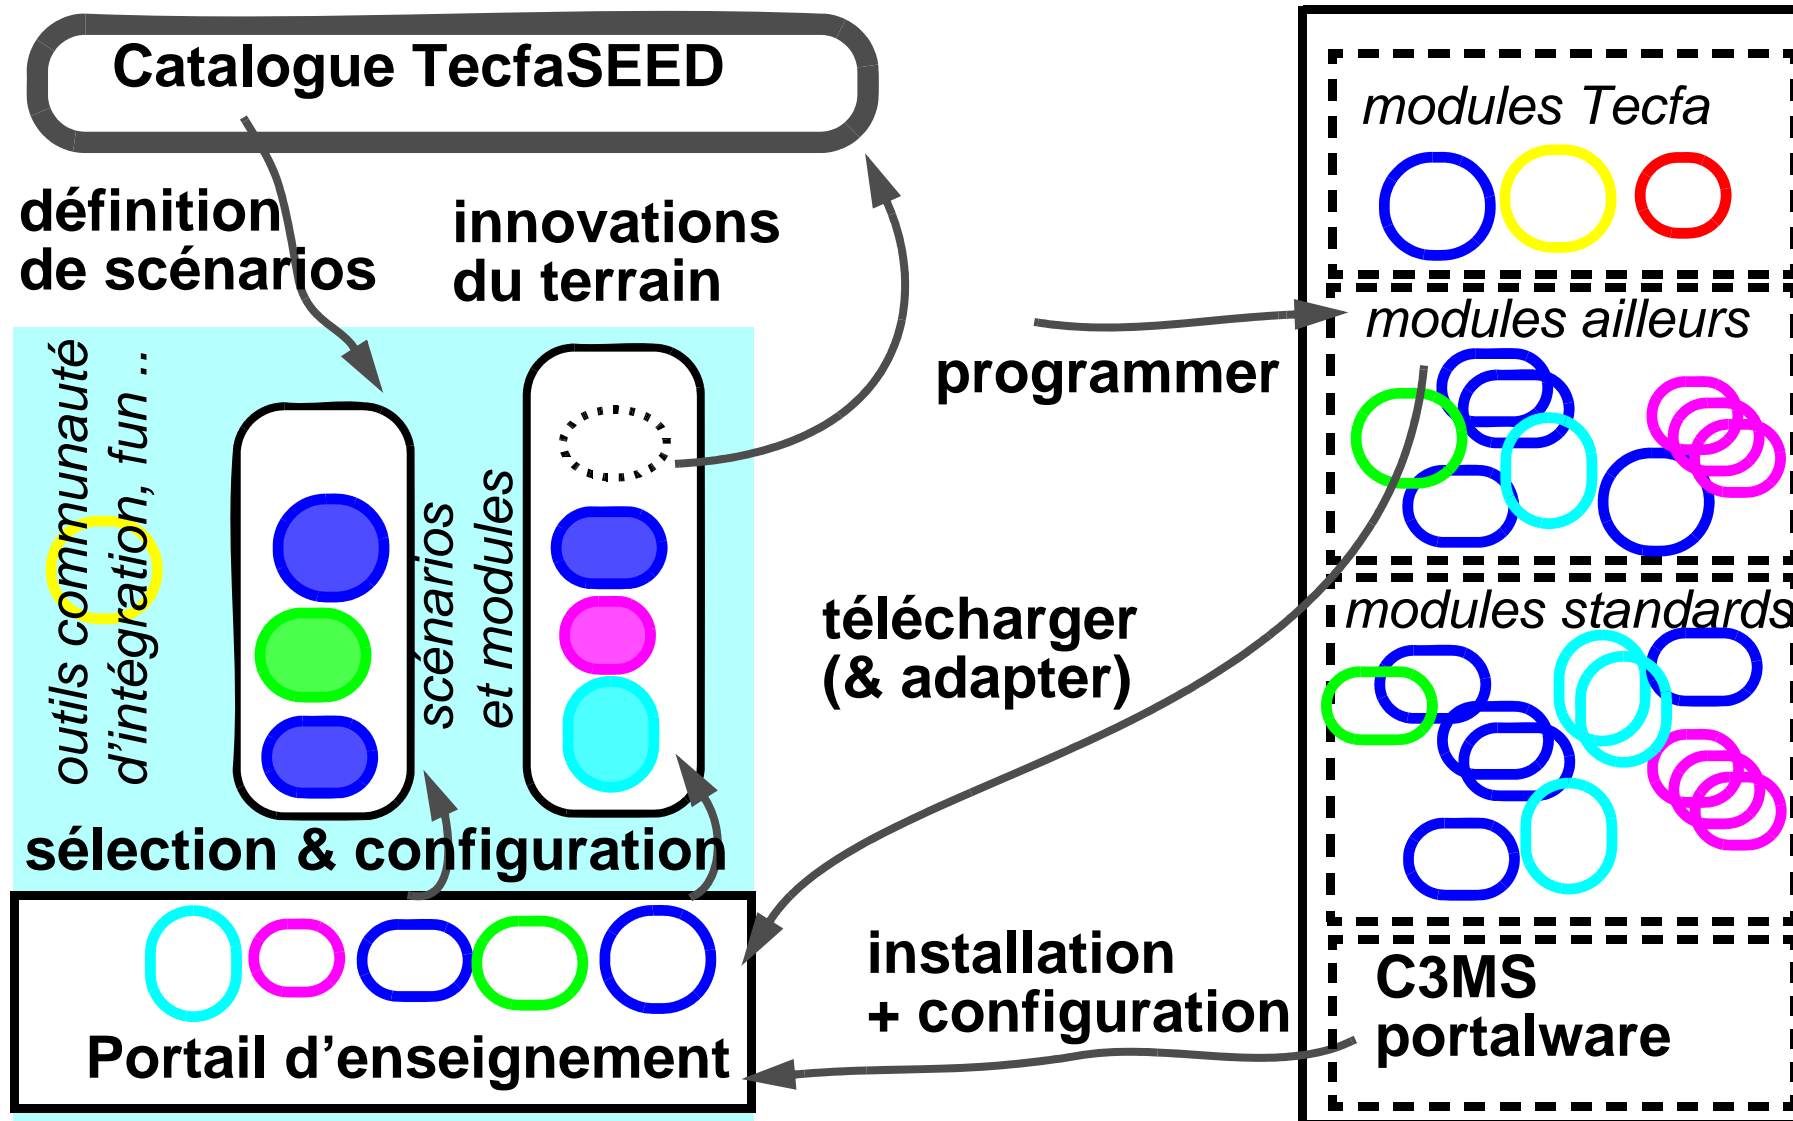 Catalogue TecfaSEED
définition
de scénarios
innovations
du terrain
outils communauté
d'intégration, fun ..
scénarios
et modules
sélection & configuration
Portail d'enseignement
programmer
télécharger
(& adapter)
installation
+ configuration
modules Tecfa
modules ailleurs
modules standards
C3MS
portalware